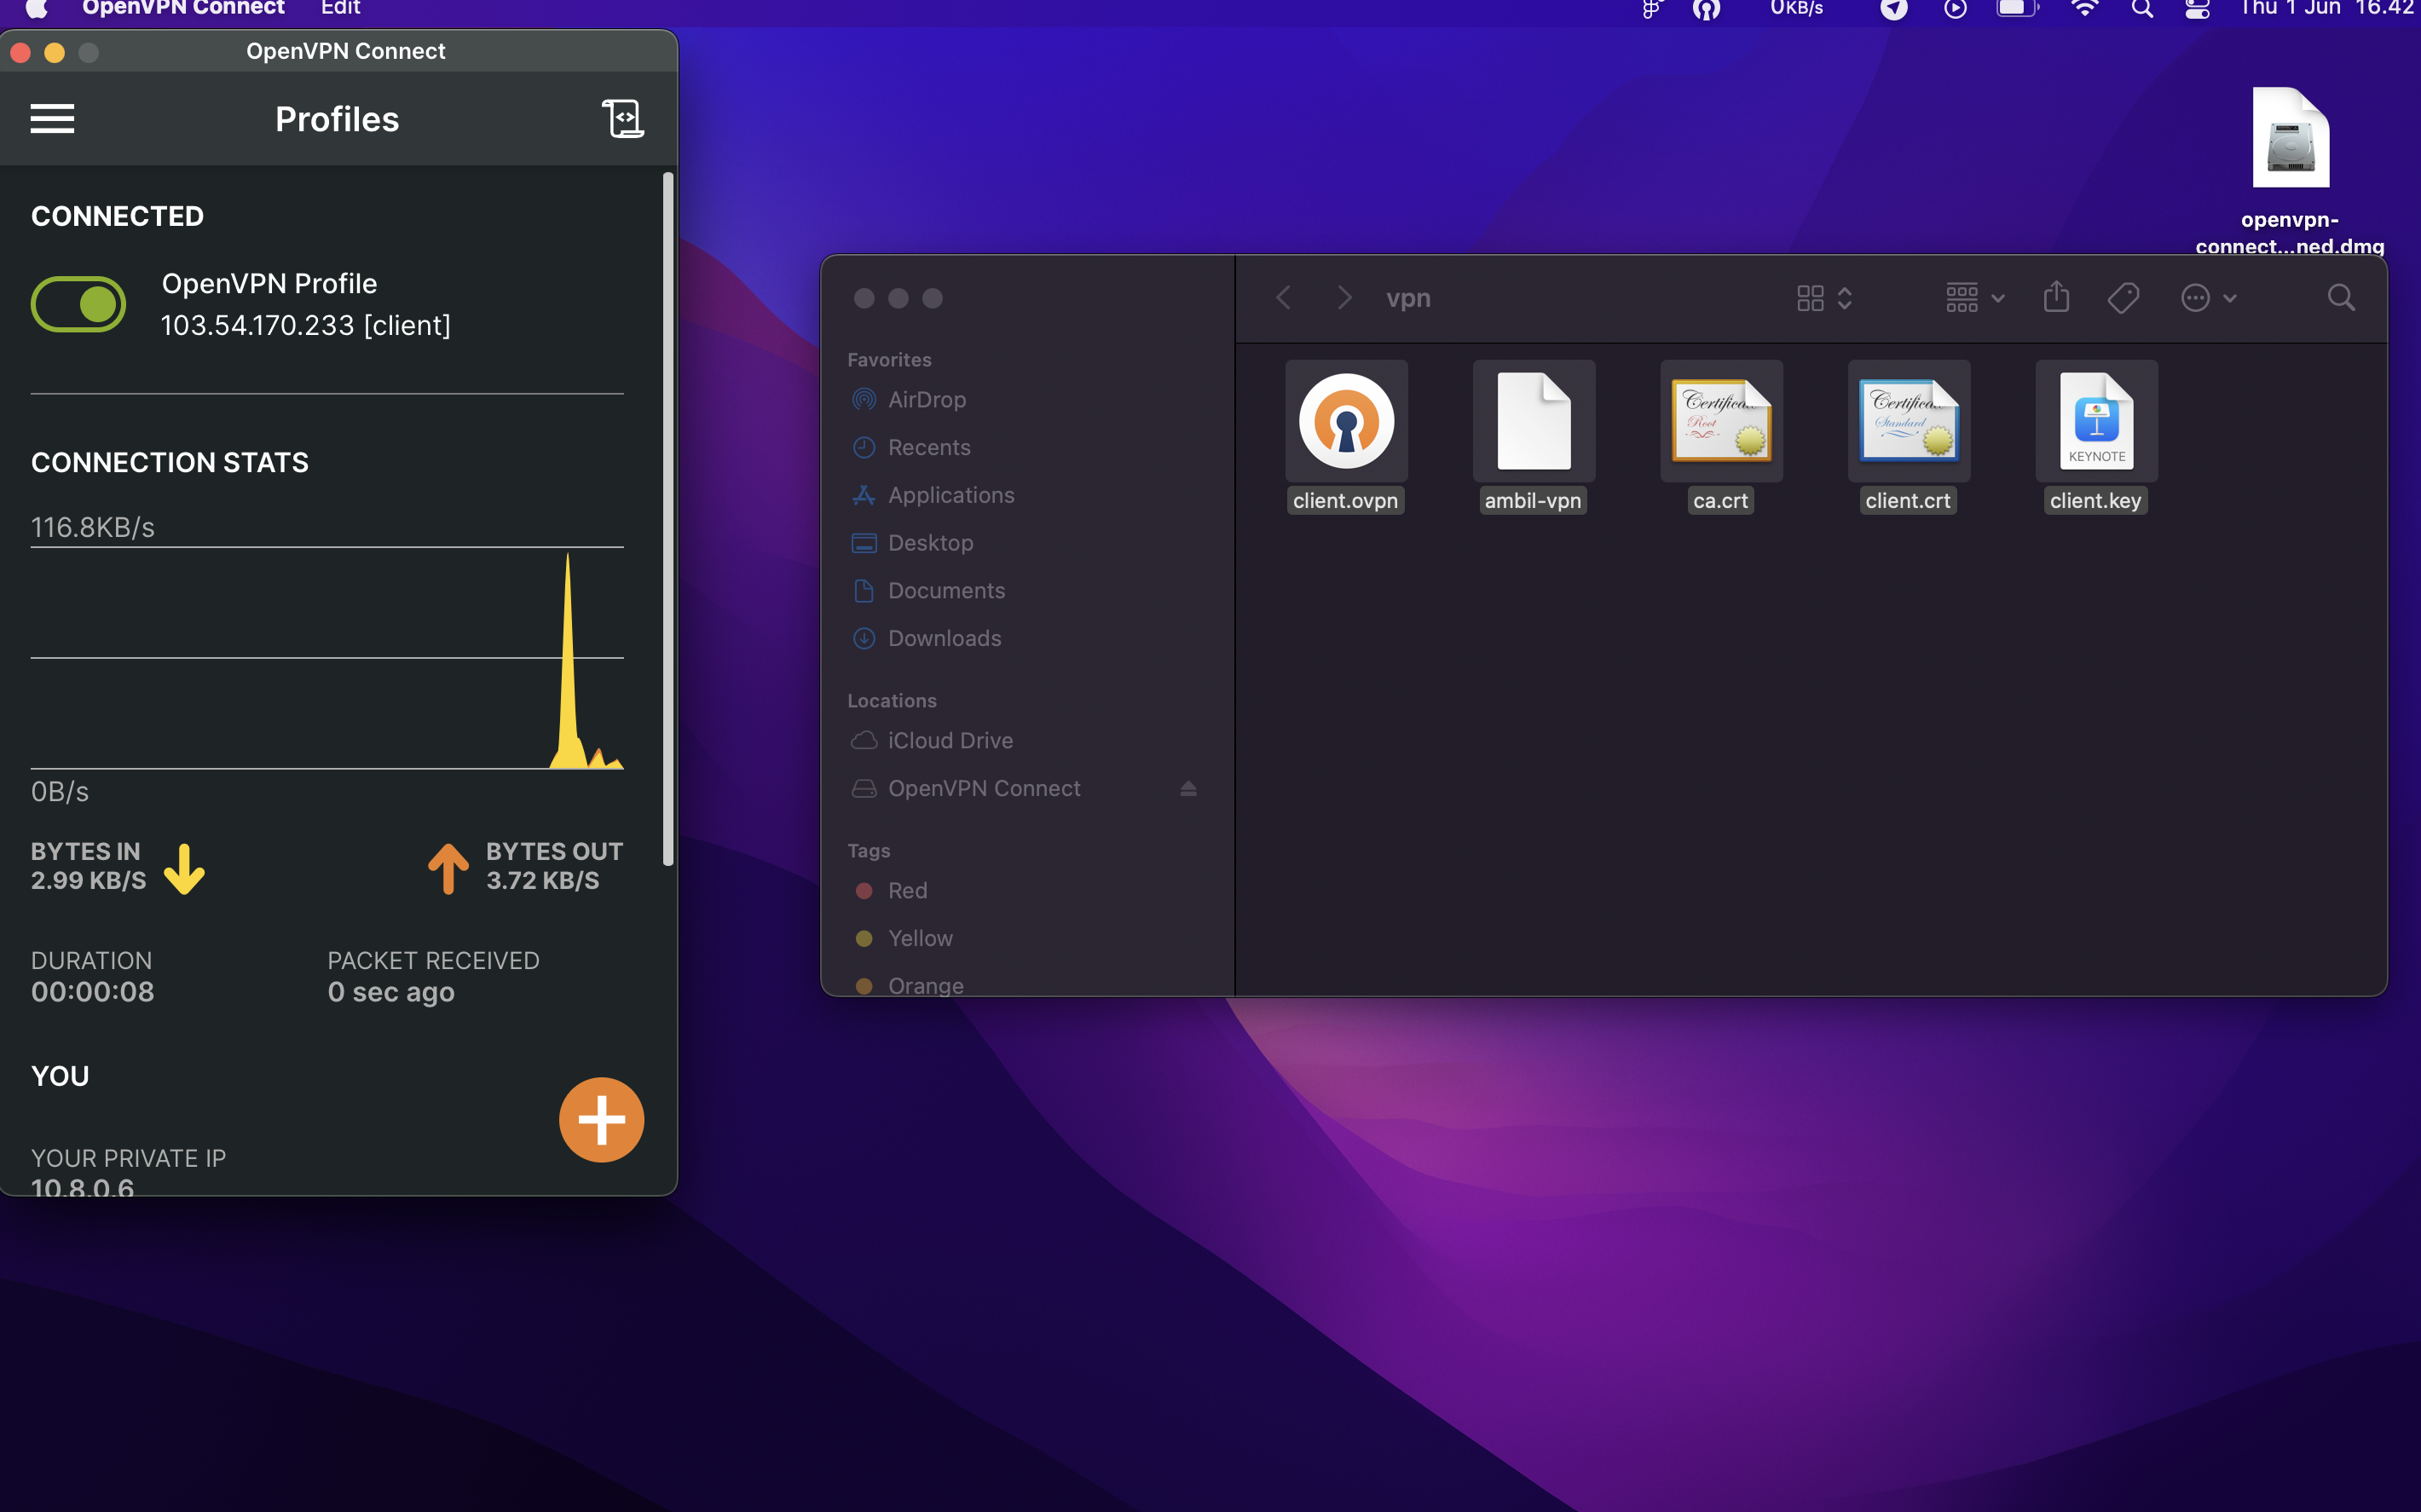 OpenVPN Connect Edit 0KB/s Thu 1 Jun 16.42
OpenVPN Connect
Profiles
CONNECTED
OpenVPN Profile
103.54.170.233 [client]
CONNECTION STATS
116.8KB/s
0B/s
BYTES IN
2.99 KB/S
BYTES OUT
3.72 KB/S
DURATION
00:00:08
PACKET RECEIVED
0 sec ago
YOU
YOUR PRIVATE IP
10.8.0.6
openvpn-
connect...ned.dmg
vpn
Favorites
AirDrop
Recents
Applications
Desktop
Documents
Downloads
Locations
iCloud Drive
OpenVPN Connect
Tags
Red
Yellow
Orange
client.ovpn
ambil-vpn
Certifica...
Root
ca.crt
Certifica...
Standard
client.crt
KEYNOTE
client.key